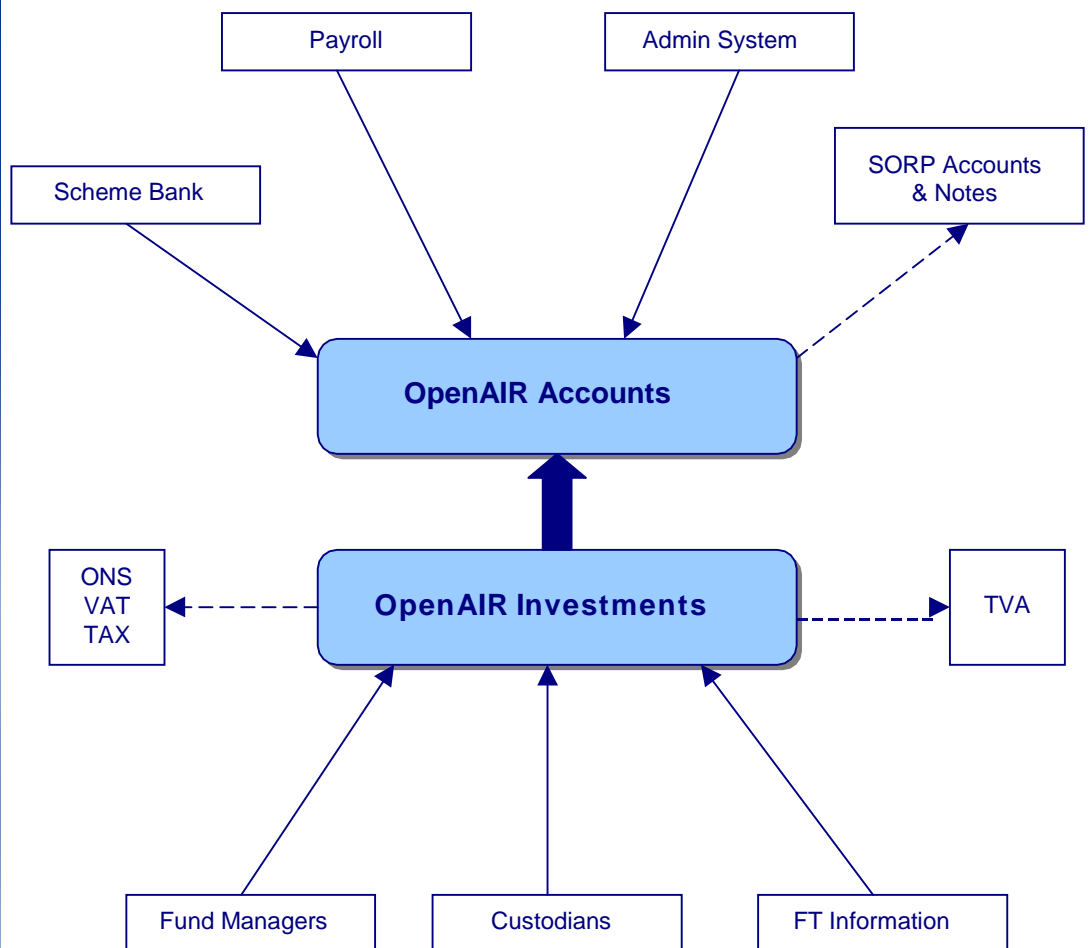 Payroll
Admin System
SORP Accounts
& Notes
Scheme Bank
OpenAIR Accounts
ONS
VAT
TAX
OpenAIR Investments
TVA
Fund Managers
Custodians
FT Information